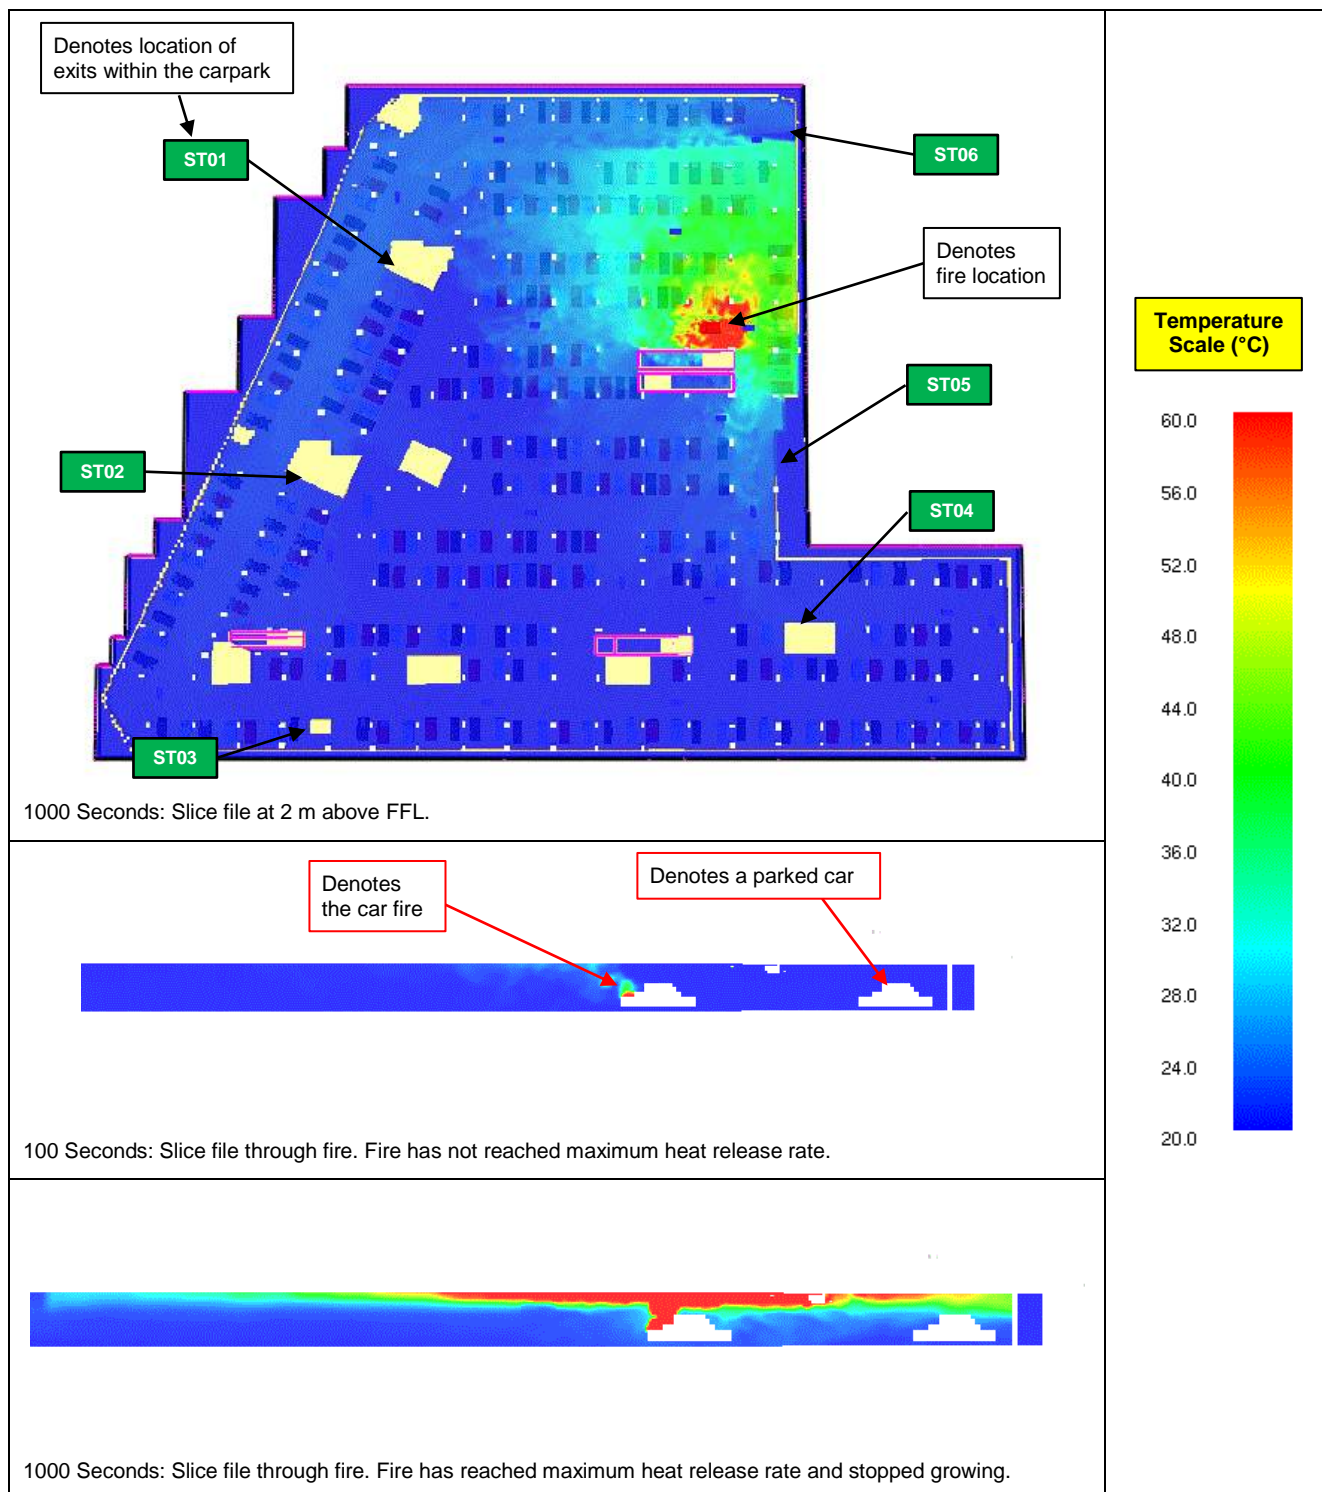 Denotes location of
exits within the carpark
ST01
ST06
Denotes
fire location
ST05
ST02
ST04
ST03
1000 Seconds: Slice file at 2 m above FFL.
Temperature
Scale (°C)
60.0
56.0
52.0
48.0
44.0
40.0
36.0
32.0
28.0
24.0
20.0
Denotes
the car fire
Denotes a parked car
100 Seconds: Slice file through fire. Fire has not reached maximum heat release rate.
1000 Seconds: Slice file through fire. Fire has reached maximum heat release rate and stopped growing.